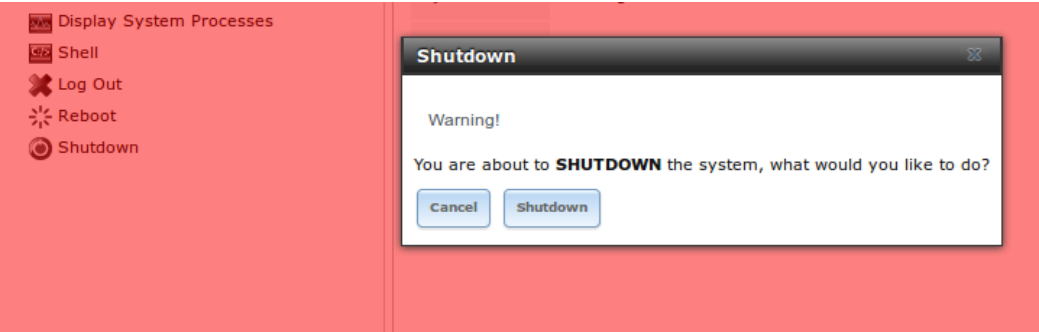 Display System Processes
Shell
Log Out
Reboot
Shutdown
Shutdown
Warning!
You are about to SHUTDOWN the system, what would you like to do?
Cancel Shutdown